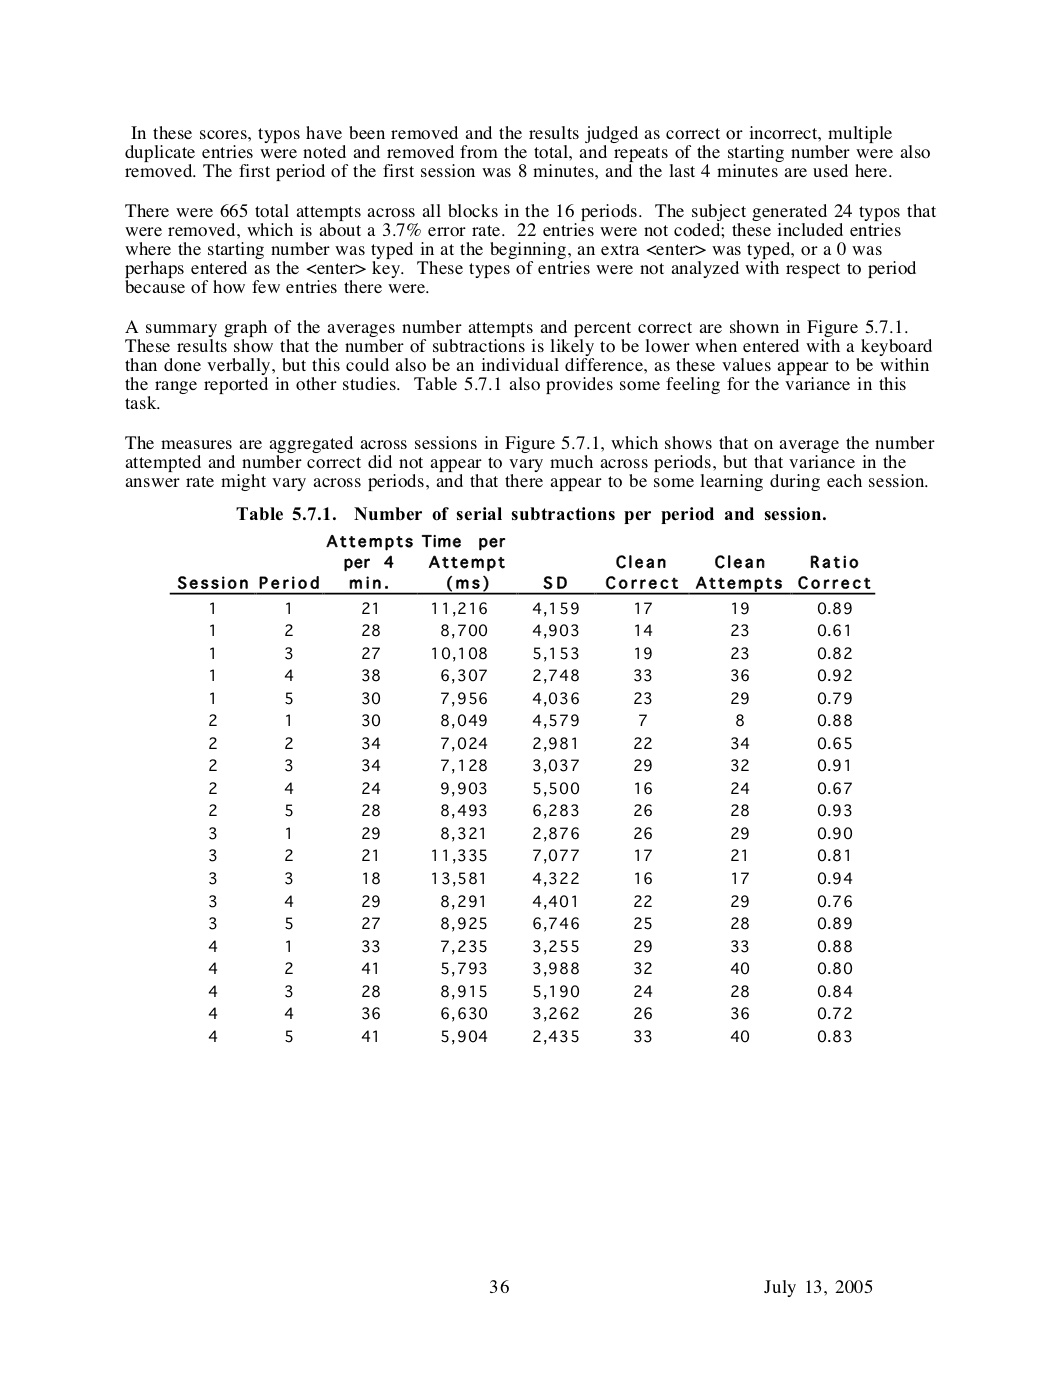 In these scores, typos have been removed and the results judged as correct or incorrect, multiple
duplicate entries were noted and removed from the total, and repeats of the starting number were also
removed. The first period of the first session was 8 minutes, and the last 4 minutes are used here.
There were 665 total attempts across all blocks in the 16 periods. The subject generated 24 typos that
were removed, which is about a 3.7% error rate. 22 entries were not coded; these included entries
where the starting number was typed in at the beginning, an extra <enter> was typed, or a 0 was
perhaps entered as the <enter> key. These types of entries were not analyzed with respect to period
because of how few entries there were.
A summary graph of the averages number attempts and percent correct are shown in Figure 5.7.1.
These results show that the number of subtractions is likely to be lower when entered with a keyboard
than done verbally, but this could also be an individual difference, as these values appear to be within
the range reported in other studies. Table 5.7.1 also provides some feeling for the variance in this
task.
The measures are aggregated across sessions in Figure 5.7.1, which shows that on average the number
attempted and number correct did not appear to vary much across periods, but that variance in the
answer rate might vary across periods, and that there appear to be some learning during each session.
Table 5.7.1. Number of serial subtractions per period and session.
Attempts Time per
per 4 Attempt Clean Clean Ratio
Session Period min. (ms) SD Correct Attempts Correct
1 1 21 11,216 4,159 17 19 0.89
1 2 28 8,700 4,903 14 23 0.61
1 3 27 10,108 5,153 19 23 0.82
1 4 38 6,307 2,748 33 36 0.92
1 5 30 7,956 4,036 23 29 0.79
2 1 30 8,049 4,579 7 8 0.88
2 2 34 7,024 2,981 22 34 0.65
2 3 34 7,128 3,037 29 32 0.91
2 4 24 9,903 5,500 16 24 0.67
2 5 28 8,493 6,283 26 28 0.93
3 1 29 8,321 2,876 26 29 0.90
3 2 21 11,335 7,077 17 21 0.81
3 3 18 13,581 4,322 16 17 0.94
3 4 29 8,291 4,401 22 29 0.76
3 5 27 8,925 6,746 25 28 0.89
4 1 33 7,235 3,255 29 33 0.88
4 2 41 5,793 3,988 32 40 0.80
4 3 28 8,915 5,190 24 28 0.84
4 4 36 6,630 3,262 26 36 0.72
4 5 41 5,904 2,435 33 40 0.83
36 July 13, 2005